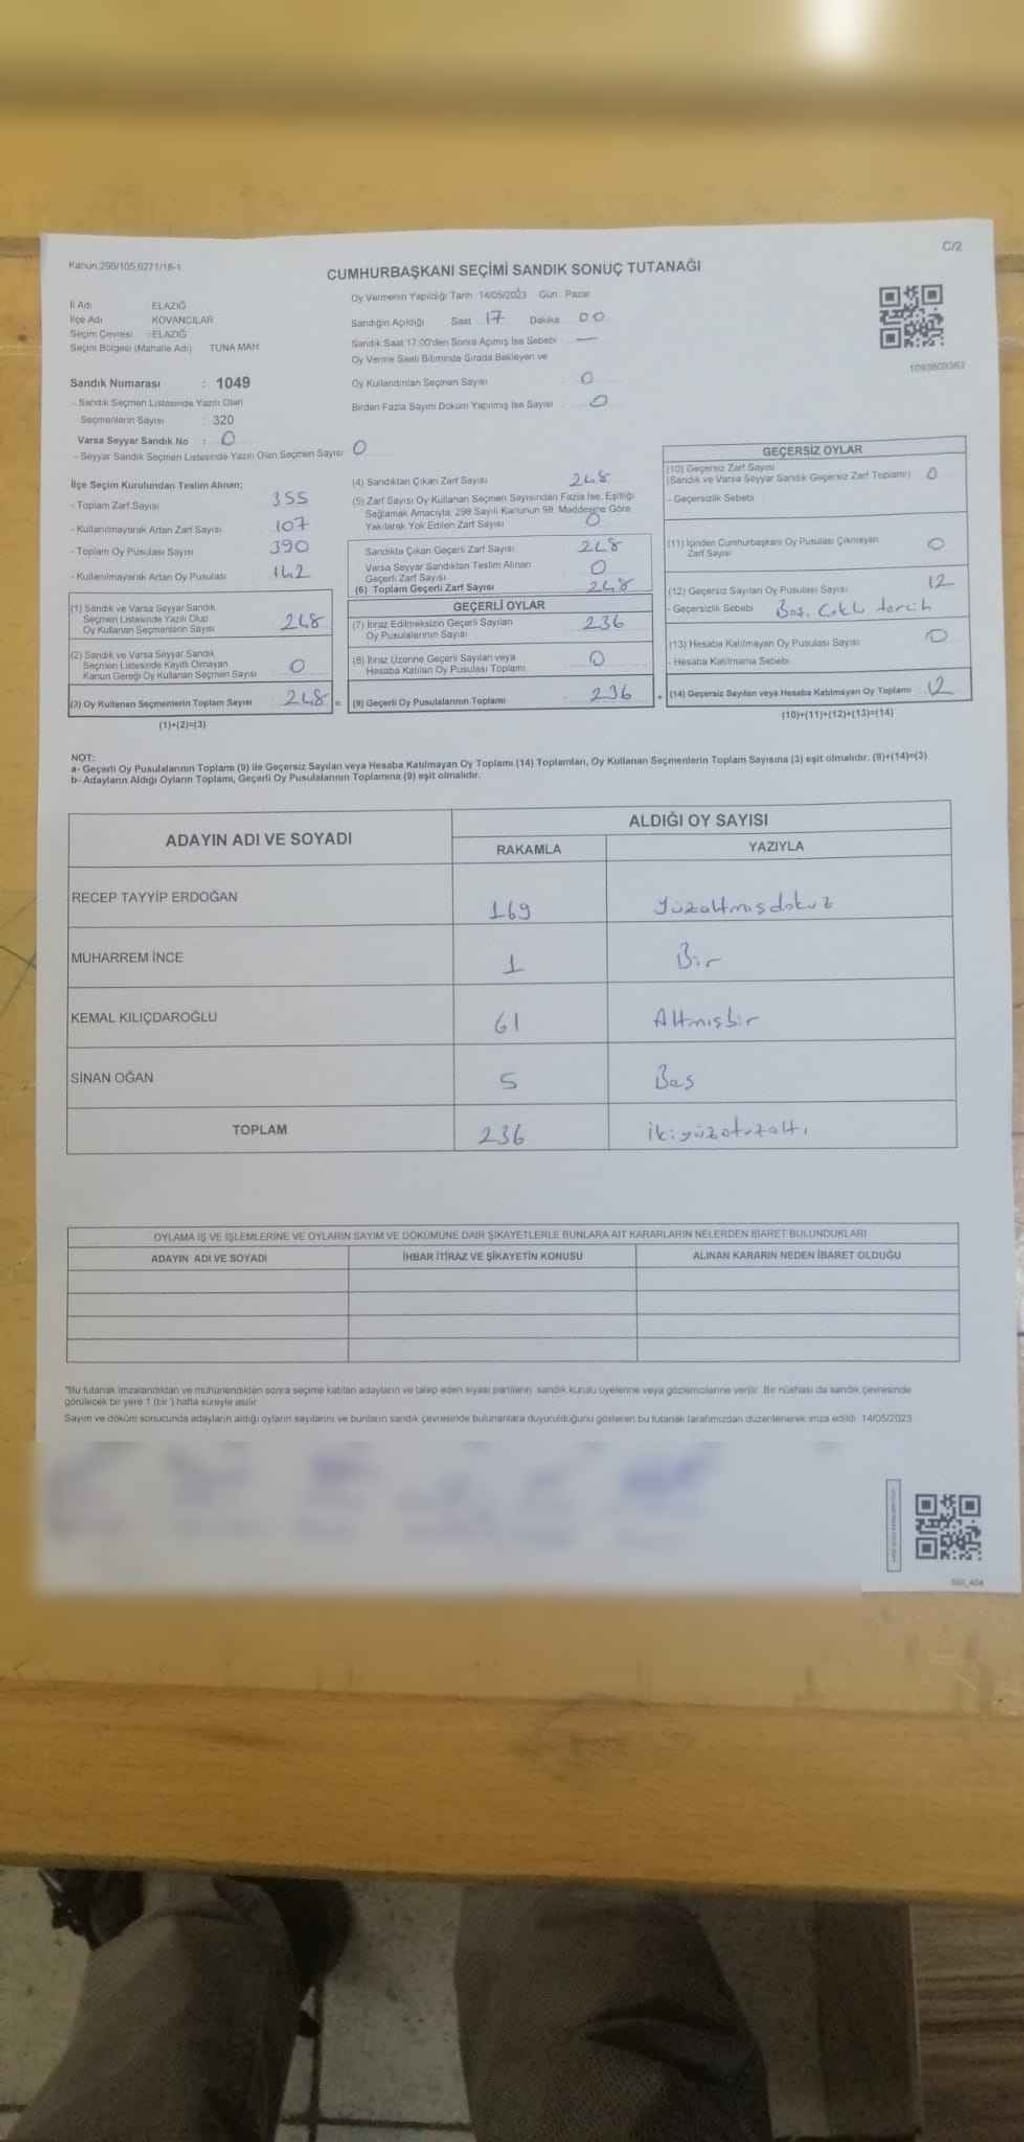 Kanun:298/105,6271/18-1
C/2
CUMHURBAŞKANI SEÇİMİ SANDIK SONUÇ TUTANAĞI
İl Adı ELAZIĞ
İlçe Adı KOVANCILAR
Seçim Çevresi ELAZIĞ
Seçim Bölgesi (Mahalle Adı) TUNA MAH
Sandık Numarası : 1049
- Sandık Seçmen Listesinde Yazılı Olan
Seçmenlerin Sayısı : 320
Varsa Seyyar Sandık No : 0
- Seyyar Sandık Seçmen Listesinde Yazılı Olan Seçmen Sayısı 0
Oy Vermenin Yapıldığı Tarih 14/05/2023 Gün : Pazar
Sandığın Açıldığı Saat 17 Dakika 00
Sandık Saat 17:00'den Sonra Açılmış İse Sebebi —
Oy Verme Saati Bitiminde Sırada Bekleyen ve
Oy Kullandırılan Seçmen Sayısı 0
Birden Fazla Sayım Döküm Yapılmış İse Sayısı 0
İlçe Seçim Kurulundan Teslim Alınan;
- Toplam Zarf Sayısı 355
- Kullanılmayarak Artan Zarf Sayısı 107
- Toplam Oy Pusulası Sayısı 390
- Kullanılmayarak Artan Oy Pusulası 142
(1) Sandık ve Varsa Seyyar Sandık
Seçmen Listesinde Yazılı Olup
Oy Kullanan Seçmenlerin Sayısı 248
(2) Sandık ve Varsa Seyyar Sandık
Seçmen Listesinde Kayıtlı Olmayan
Kanun Gereği Oy Kullanan Seçmen Sayısı 0
(3) Oy Kullanan Seçmenlerin Toplam Sayısı 248 =
(1)+(2)=(3)
(4) Sandıktan Çıkan Zarf Sayısı 248
(5) Zarf Sayısı Oy Kullanan Seçmen Sayısından Fazla İse, Eşitliği
Sağlamak Amacıyla, 298 Sayılı Kanunun 98. Maddesine Göre
Yakılarak Yok Edilen Zarf Sayısı 0
Sandıkta Çıkan Geçerli Zarf Sayısı 248
Varsa Seyyar Sandıktan Teslim Alınan
Geçerli Zarf Sayısı 0
(6) Toplam Geçerli Zarf Sayısı 248
GEÇERLİ OYLAR
(7) İtiraz Edilmeksizin Geçerli Sayılan
Oy Pusulalarının Sayısı 236
(8) İtiraz Üzerine Geçerli Sayılan veya
Hesaba Katılan Oy Pusulası Toplamı 0
(9) Geçerli Oy Pusulalarının Toplamı 236 +
GEÇERSİZ OYLAR
(10) Geçersiz Zarf Sayısı
(Sandık ve Varsa Seyyar Sandık Geçersiz Zarf Toplamı) 0
- Geçersizlik Sebebi
(11) İçinden Cumhurbaşkanı Oy Pusulası Çıkmayan
Zarf Sayısı 0
(12) Geçersiz Sayılan Oy Pusulası Sayısı 12
- Geçersizlik Sebebi Boş, Çoklu tercih
(13) Hesaba Katılmayan Oy Pusulası Sayısı 0
- Hesaba Katılmama Sebebi
(14) Geçersiz Sayılan veya Hesaba Katılmayan Oy Toplamı 12
(10)+(11)+(12)+(13)=(14)
NOT:
a- Geçerli Oy Pusulalarının Toplamı (9) ile Geçersiz Sayılan veya Hesaba Katılmayan Oy Toplamı (14) Toplamları, Oy Kullanan Seçmenlerin Toplam Sayısına (3) eşit olmalıdır. (9)+(14)=(3)
b- Adayların Aldığı Oyların Toplamı, Geçerli Oy Pusulalarının Toplamına (9) eşit olmalıdır.
ADAYIN ADI VE SOYADI
ALDIĞI OY SAYISI
RAKAMLA YAZIYLA
RECEP TAYYİP ERDOĞAN 169 Yüzaltmışdokuz
MUHARREM İNCE 1 Bir
KEMAL KILIÇDAROĞLU 61 Altmışbir
SİNAN OĞAN 5 Beş
TOPLAM 236 ikiyüzotuzaltı
OYLAMA İŞ VE İŞLEMLERİNE VE OYLARIN SAYIM VE DÖKÜMÜNE DAİR ŞİKAYETLERLE BUNLARA AİT KARARLARIN NELERDEN İBARET BULUNDUKLARI
ADAYIN ADI VE SOYADI İHBAR İTİRAZ VE ŞİKAYETİN KONUSU ALINAN KARARIN NEDEN İBARET OLDUĞU
"Bu tutanak imzalandıktan ve mühürlendikten sonra seçime katılan adayların ve talep eden siyasi partilerin sandık kurulu üyelerine veya gözlemcilerine verilir. Bir nüshası da sandık çevresinde
görülecek bir yere 1 (bir) hafta süreyle asılır.
Sayım ve döküm sonucunda adayların aldığı oyların sayılarını ve bunların sandık çevresinde bulunanlara duyurulduğunu gösteren bu tutanak tarafımızdan düzenlenerek imza edildi. 14/05/2023